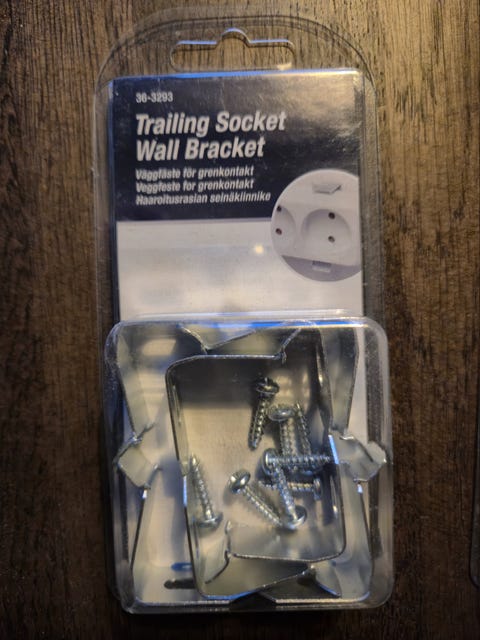 36-3293
Trailing Socket
Wall Bracket
Väggfäste för grenkontakt
Veggfeste for grenkontakt
Haaroitusrasian seinäkiinnike